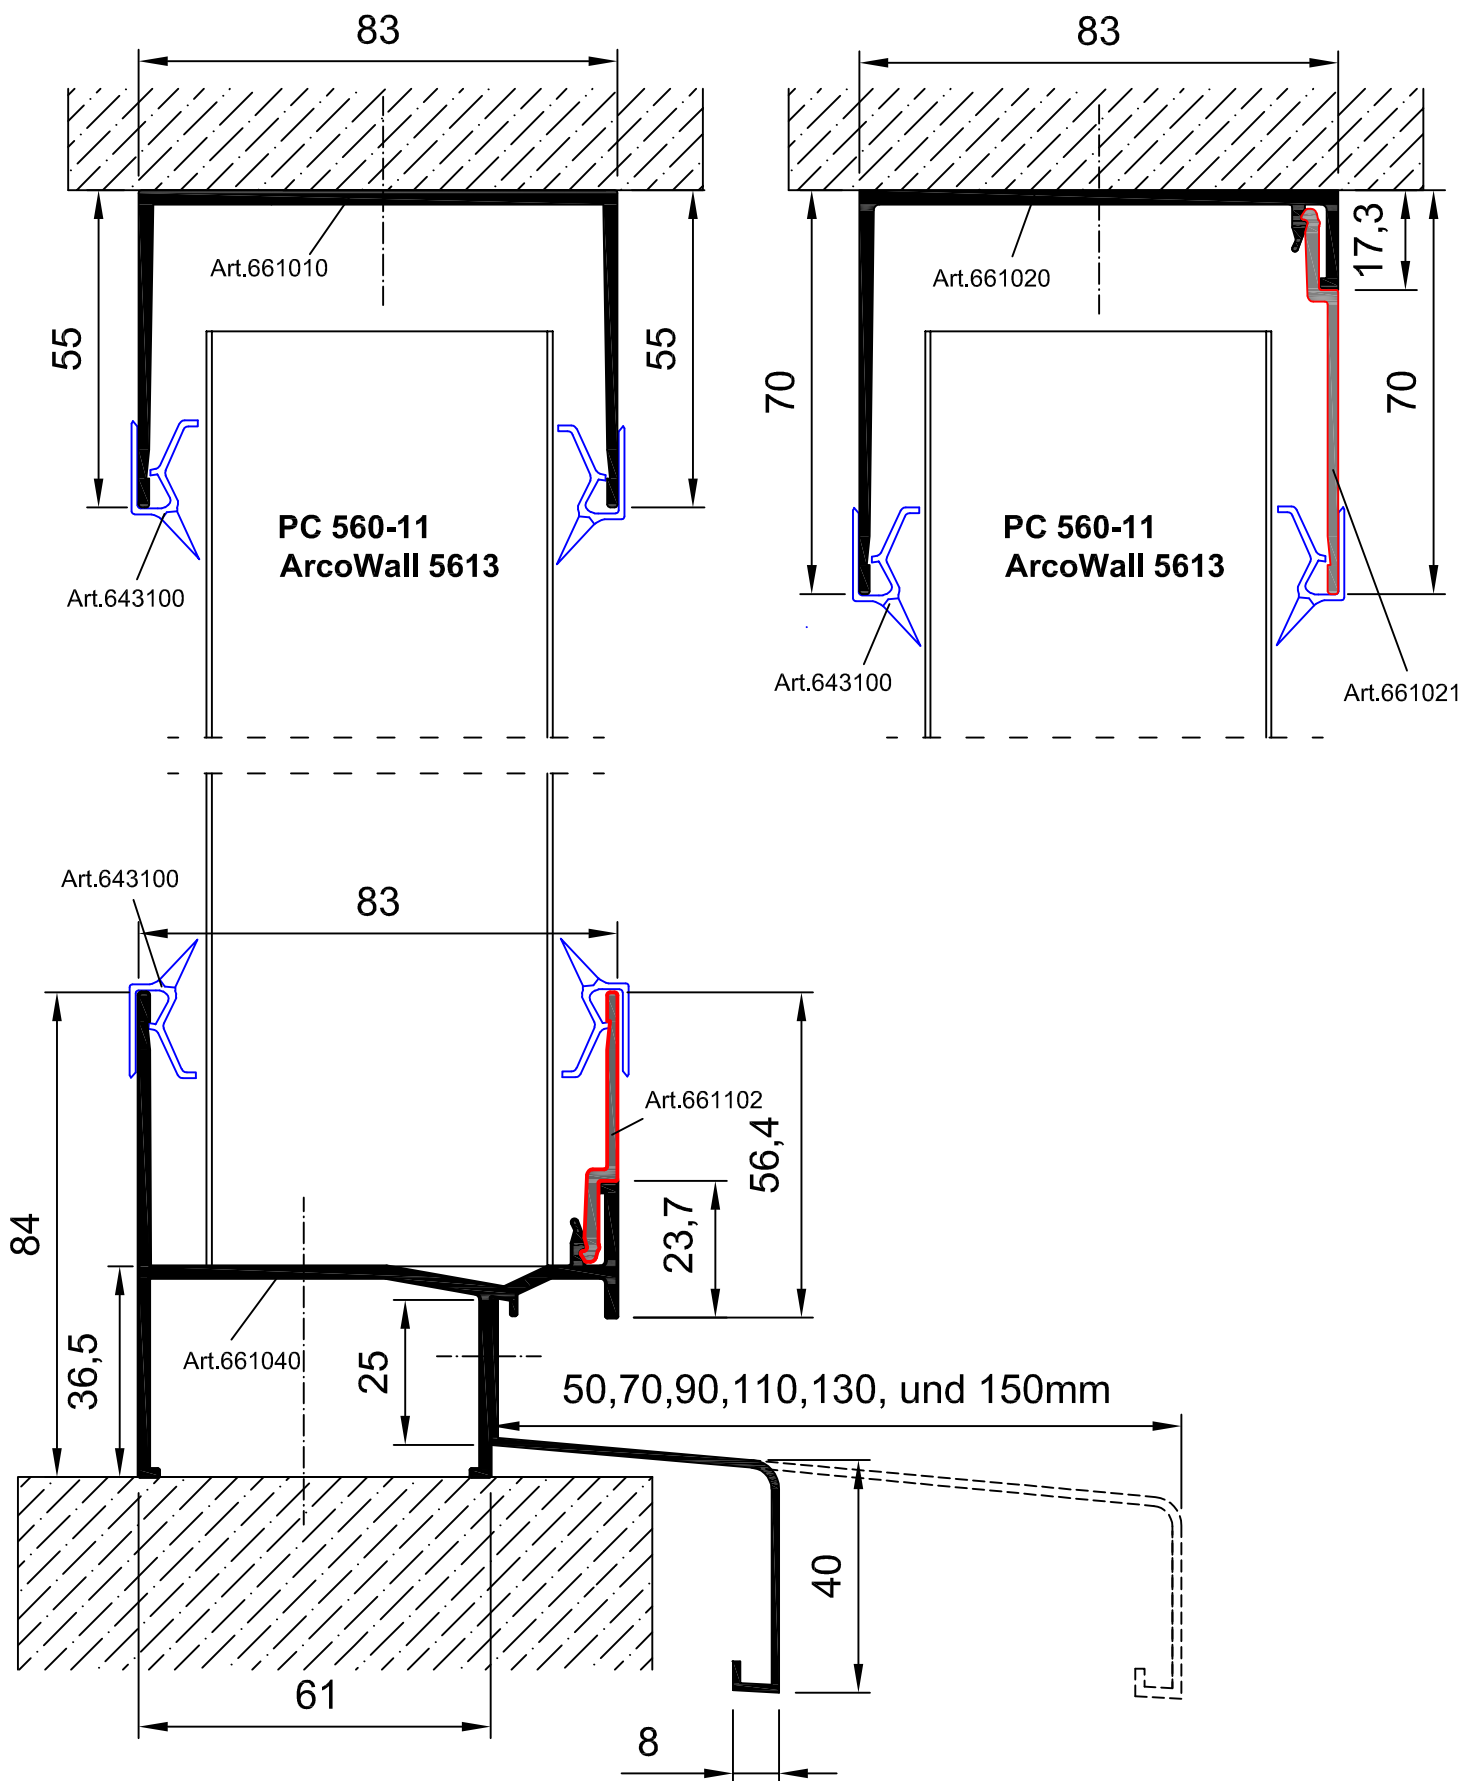 83
83
Art.661010
Art.661020
17,3
55
55
70
70
PC 560-11
ArcoWall 5613
PC 560-11
ArcoWall 5613
Art.643100
Art.643100
Art.661021
Art.643100
83
Art.661102
56,4
84
23,7
36,5
Art.661040
25
50,70,90,110,130, und 150mm
40
61
8